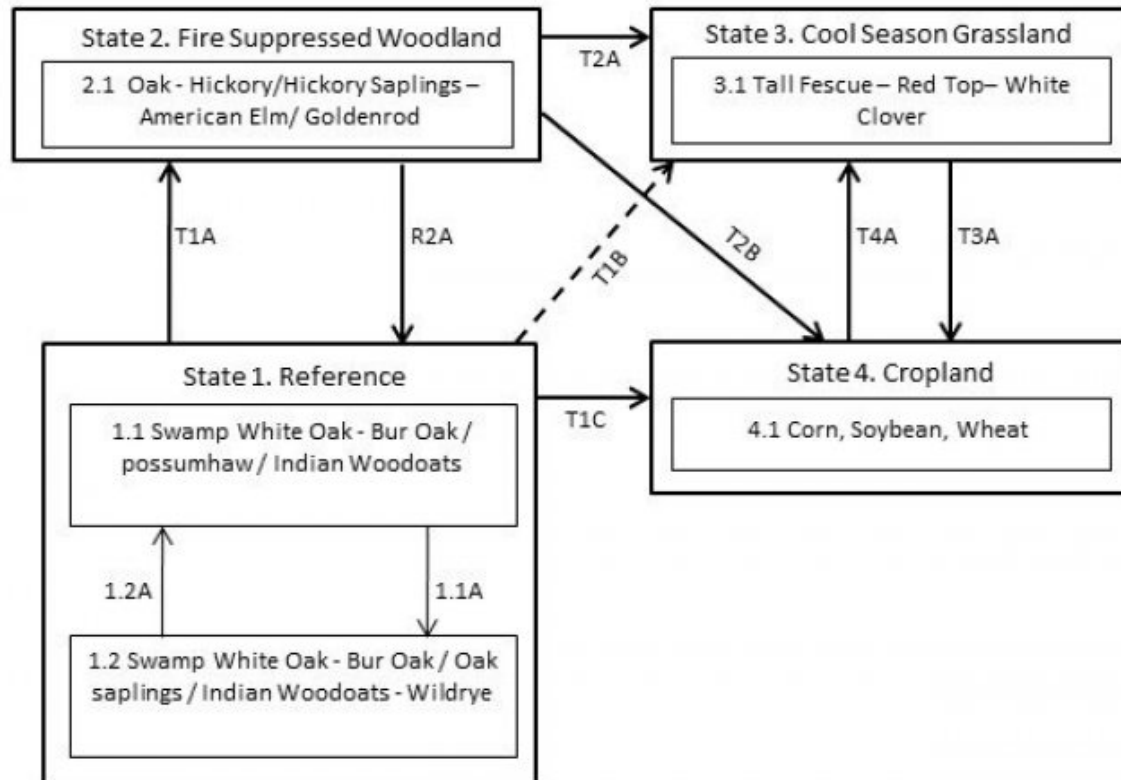 State 2. Fire Suppressed Woodland
2.1 Oak - Hickory/Hickory Saplings –
American Elm/ Goldenrod
T2A
State 3. Cool Season Grassland
3.1 Tall Fescue – Red Top– White
Clover
T1A
R2A
T1B
T2B
T4A
T3A
State 1. Reference
1.1 Swamp White Oak - Bur Oak /
possumhaw / Indian Woodoats
1.2A
1.1A
1.2 Swamp White Oak - Bur Oak / Oak
saplings / Indian Woodoats - Wildrye
T1C
State 4. Cropland
4.1 Corn, Soybean, Wheat